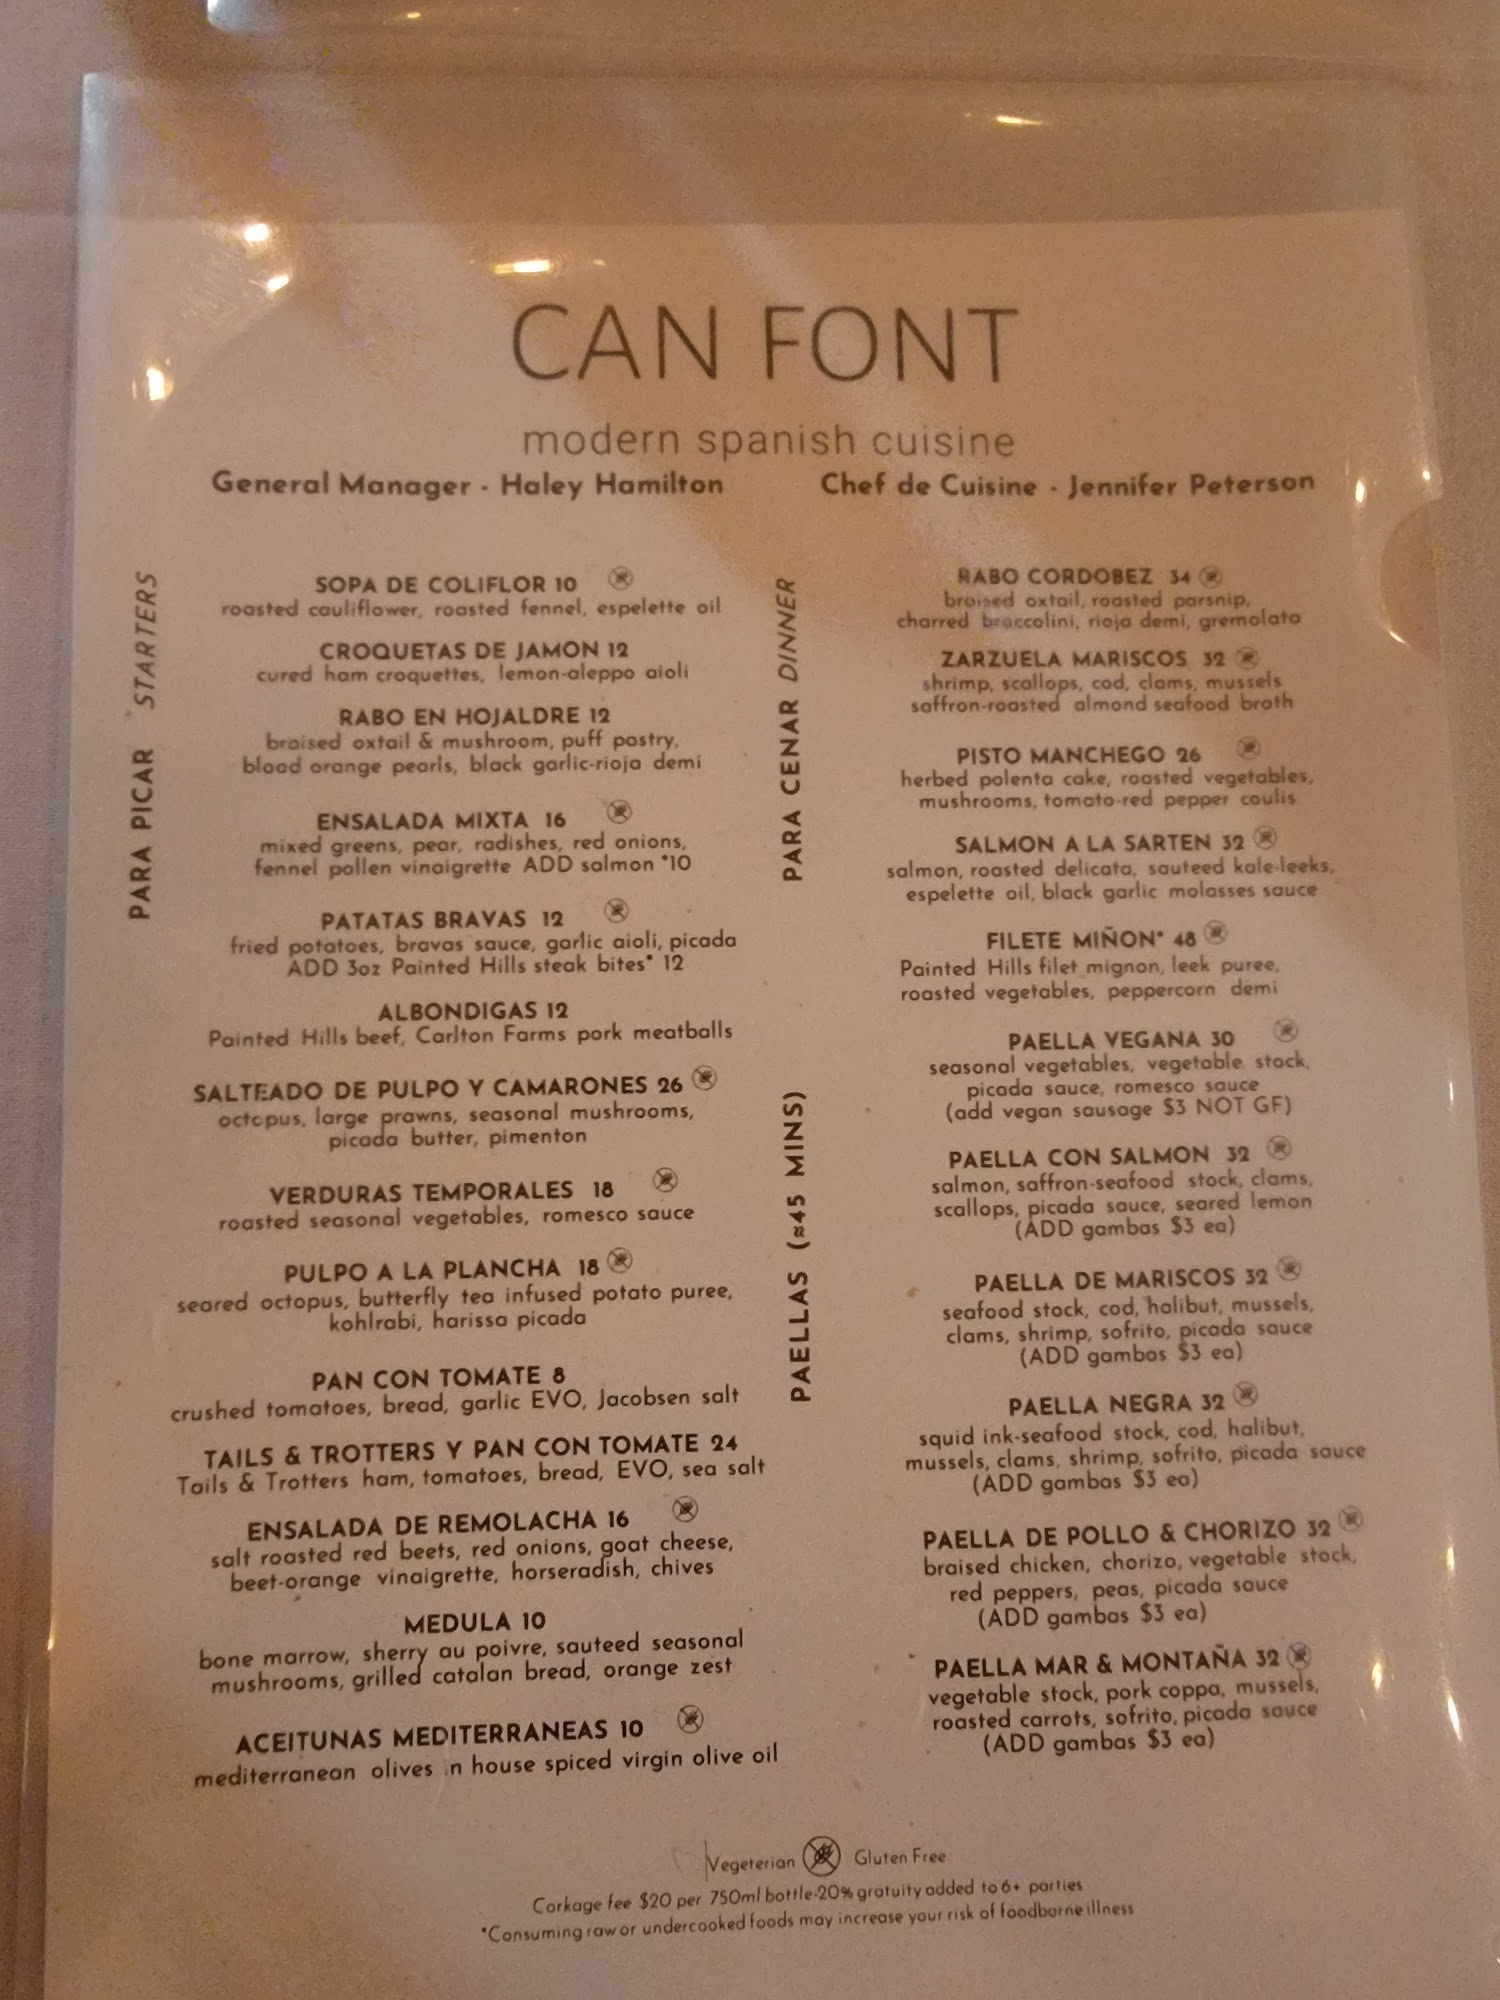 CAN FONT
modern spanish cuisine
General Manager - Haley Hamilton
Chef de Cuisine - Jennifer Peterson
PARA PICAR STARTERS
SOPA DE COLIFLOR 10
roasted cauliflower, roasted fennel, espelette oil
CROQUETAS DE JAMON 12
cured ham croquettes, lemon-aleppo aioli
RABO EN HOJALDRE 12
braised oxtail & mushroom, puff pastry,
blood orange pearls, black garlic-rioja demi
ENSALADA MIXTA 16
mixed greens, pear, radishes, red onions,
fennel pollen vinaigrette ADD salmon *10
PATATAS BRAVAS 12
fried potatoes, bravas sauce, garlic aioli, picada
ADD 3oz Painted Hills steak bites* 12
ALBONDIGAS 12
Painted Hills beef, Carlton Farms pork meatballs
SALTEADO DE PULPO Y CAMARONES 26
octopus, large prawns, seasonal mushrooms,
picada butter, pimenton
VERDURAS TEMPORALES 18
roasted seasonal vegetables, romesco sauce
PULPO A LA PLANCHA 18
seared octopus, butterfly tea infused potato puree,
kohlrabi, harissa picada
PAN CON TOMATE 8
crushed tomatoes, bread, garlic EVO, Jacobsen salt
TAILS & TROTTERS Y PAN CON TOMATE 24
Tails & Trotters ham, tomatoes, bread, EVO, sea salt
ENSALADA DE REMOLACHA 16
salt roasted red beets, red onions, goat cheese,
beet-orange vinaigrette, horseradish, chives
MEDULA 10
bone marrow, sherry au poivre, sauteed seasonal
mushrooms, grilled catalan bread, orange zest
ACEITUNAS MEDITERRANEAS 10
mediterranean olives in house spiced virgin olive oil
PARA CENAR DINNER
RABO CORDOBEZ 34
braised oxtail, roasted parsnip,
charred broccolini, rioja demi, gremolata
ZARZUELA MARISCOS 32
shrimp, scallops, cod, clams, mussels
saffron-roasted almond seafood broth
PISTO MANCHEGO 26
herbed polenta cake, roasted vegetables,
mushrooms, tomato-red pepper coulis
SALMON A LA SARTEN 32
salmon, roasted delicata, sauteed kale-leeks,
espelette oil, black garlic molasses sauce
FILETE MIÑON* 48
Painted Hills filet mignon, leek puree,
roasted vegetables, peppercorn demi
PAELLAS (≈45 MINS)
PAELLA VEGANA 30
seasonal vegetables, vegetable stock,
picada sauce, romesco sauce
(add vegan sausage $3 NOT GF)
PAELLA CON SALMON 32
salmon, saffron-seafood stock, clams,
scallops, picada sauce, seared lemon
(ADD gambas $3 ea)
PAELLA DE MARISCOS 32
seafood stock, cod, halibut, mussels,
clams, shrimp, sofrito, picada sauce
(ADD gambas $3 ea)
PAELLA NEGRA 32
squid ink-seafood stock, cod, halibut,
mussels, clams, shrimp, sofrito, picada sauce
(ADD gambas $3 ea)
PAELLA DE POLLO & CHORIZO 32
braised chicken, chorizo, vegetable stock,
red peppers, peas, picada sauce
(ADD gambas $3 ea)
PAELLA MAR & MONTAÑA 32
vegetable stock, pork coppa, mussels,
roasted carrots, sofrito, picada sauce
(ADD gambas $3 ea)
Vegeterian Gluten Free
Corkage fee $20 per 750ml bottle-20% gratuity added to 6+ parties
*Consuming raw or undercooked foods may increase your risk of foodborne illness